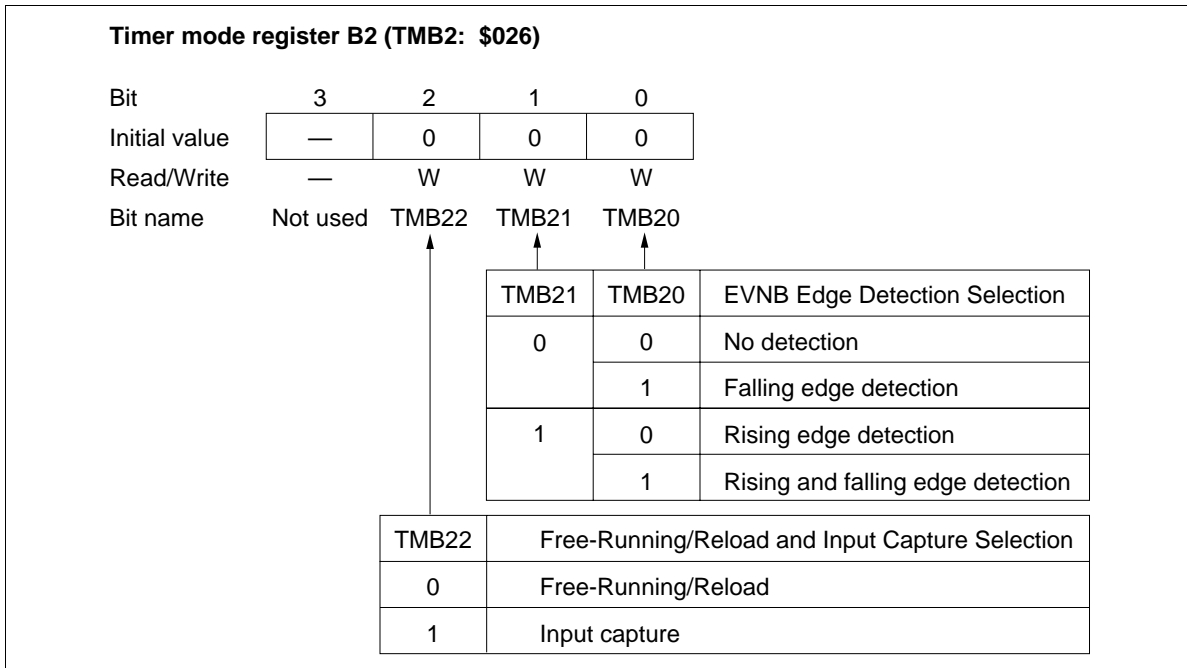 Timer mode register B2 (TMB2: $026)
Bit 3 2 1 0
Initial value — 0 0 0
Read/Write — W W W
Bit name Not used TMB22 TMB21 TMB20
TMB21 TMB20 EVNB Edge Detection Selection
0 0 No detection
1 Falling edge detection
1 0 Rising edge detection
1 Rising and falling edge detection
TMB22 Free-Running/Reload and Input Capture Selection
0 Free-Running/Reload
1 Input capture